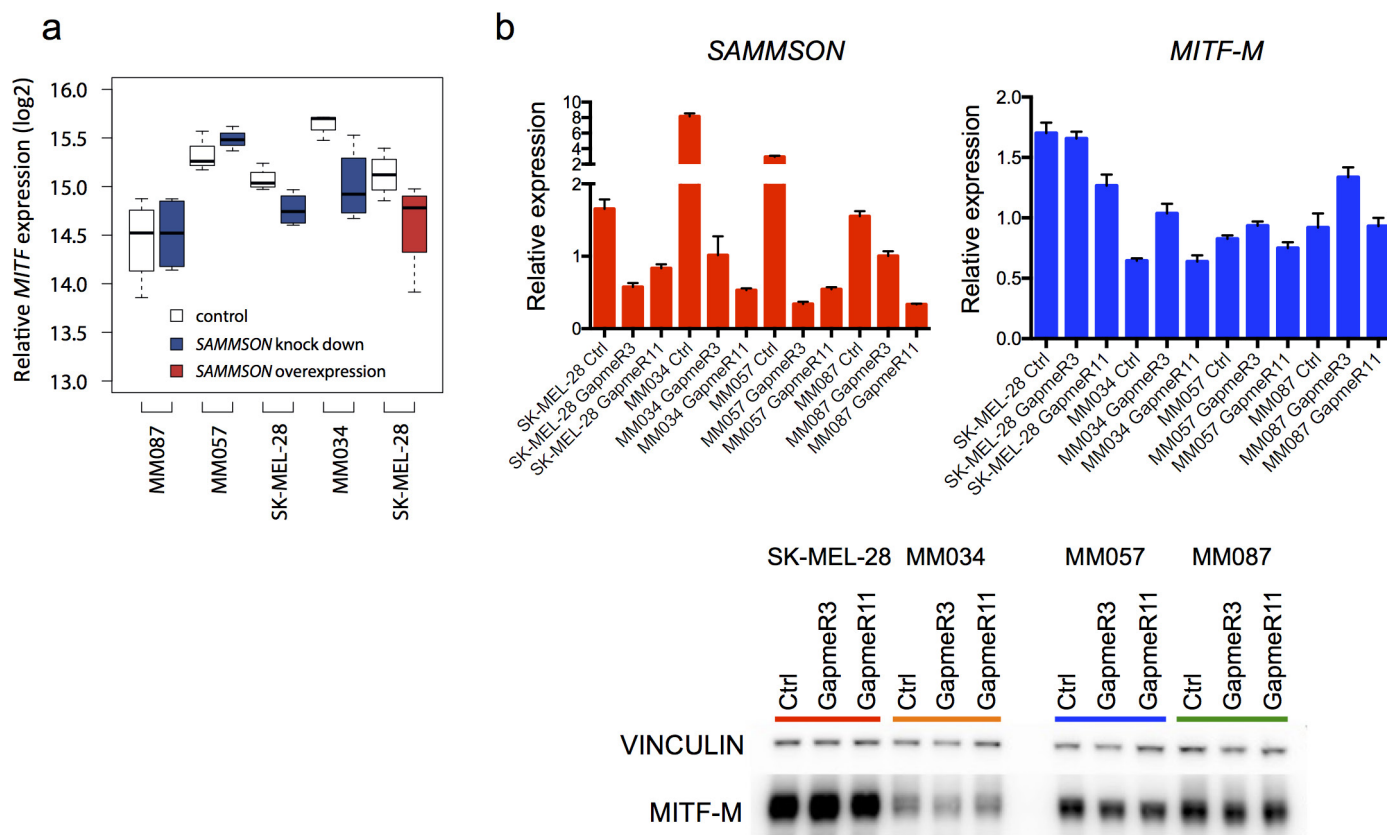 a
Relative MITF expression (log2)
16.0
15.5
15.0
14.5
14.0
13.5
13.0
control
SAMMSON knock down
SAMMSON overexpression
MM087
MM057
SK-MEL-28
MM034
SK-MEL-28
b
SAMMSON
Relative expression
10
8
6
4
2
2
1
0
SK-MEL-28 Ctrl
SK-MEL-28 GapmeR3
SK-MEL-28 GapmeR11
MM034 Ctrl
MM034 GapmeR3
MM034 GapmeR11
MM057 Ctrl
MM057 GapmeR3
MM057 GapmeR11
MM087 Ctrl
MM087 GapmeR3
MM087 GapmeR11
MITF-M
Relative expression
2.0
1.5
1.0
0.5
0.0
SK-MEL-28 Ctrl
SK-MEL-28 GapmeR3
SK-MEL-28 GapmeR11
MM034 Ctrl
MM034 GapmeR3
MM034 GapmeR11
MM057 Ctrl
MM057 GapmeR3
MM057 GapmeR11
MM087 Ctrl
MM087 GapmeR3
MM087 GapmeR11
SK-MEL-28 MM034 MM057 MM087
Ctrl
GapmeR3
GapmeR11
Ctrl
GapmeR3
GapmeR11
Ctrl
GapmeR3
GapmeR11
Ctrl
GapmeR3
GapmeR11
VINCULIN
MITF-M